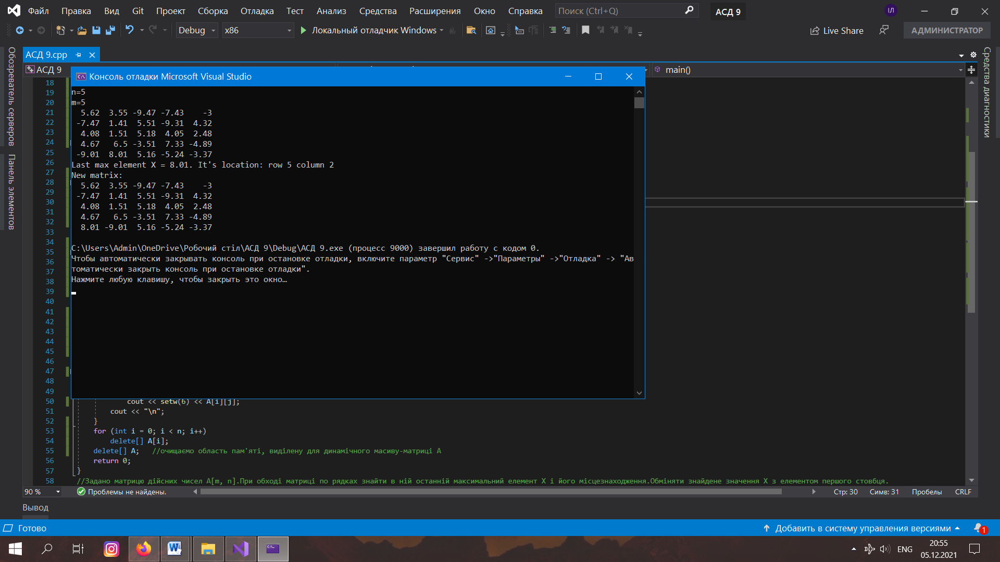 Файл Правка Вид Git Проект Сборка Отладка Тест Анализ Средства Расширения Окно Справка Поиск (Ctrl+Q) АСД 9 ІЛ
Debug x86 Локальный отладчик Windows Live Share АДМИНИСТРАТОР
Обозреватель серверов
Панель элементов
Средства диагностики
АСД 9.cpp
АСД 9 main()
Консоль отладки Microsoft Visual Studio
n=5
m=5
5.62 3.55 -9.47 -7.43 -3
-7.47 1.41 5.51 -9.31 4.32
4.08 1.51 5.18 4.05 2.48
4.67 6.5 -3.51 7.33 -4.89
-9.01 8.01 5.16 -5.24 -3.37
Last max element X = 8.01. It's location: row 5 column 2
New matrix:
5.62 3.55 -9.47 -7.43 -3
-7.47 1.41 5.51 -9.31 4.32
4.08 1.51 5.18 4.05 2.48
4.67 6.5 -3.51 7.33 -4.89
8.01 -9.01 5.16 -5.24 -3.37
C:\Users\Admin\OneDrive\Робочий стіл\АСД 9\Debug\АСД 9.exe (процесс 9000) завершил работу с кодом 0.
Чтобы автоматически закрывать консоль при остановке отладки, включите параметр "Сервис" ->"Параметры" ->"Отладка" -> "Ав
томатически закрыть консоль при остановке отладки".
Нажмите любую клавишу, чтобы закрыть это окно…
18
19
20
21
22
23
24
25
26
27
28
29
30
31
32
33
34
35
36
37
38
39
40
41
42
43
44
45
46
47
48
49
50 cout << setw(6) << A[i][j];
51 cout << "\n";
52 }
53 for (int i = 0; i < n; i++)
54 delete[] A[i];
55 delete[] A; //очищаємо область пам'яті, виділену для динамічного масиву-матриці А
56 return 0;
57 }
58 //Задано матрицю дійсних чисел A[m, n].При обході матриці по рядках знайти в ній останній максимальний елемент X і його місцезнаходження.Обміняти знайдене значення X з елементом першого стовбця.
90 % Проблемы не найдены. Стр: 30 Симв: 31 Пробелы CRLF
Вывод
Готово Добавить в систему управления версиями 1
ENG 20:55
05.12.2021